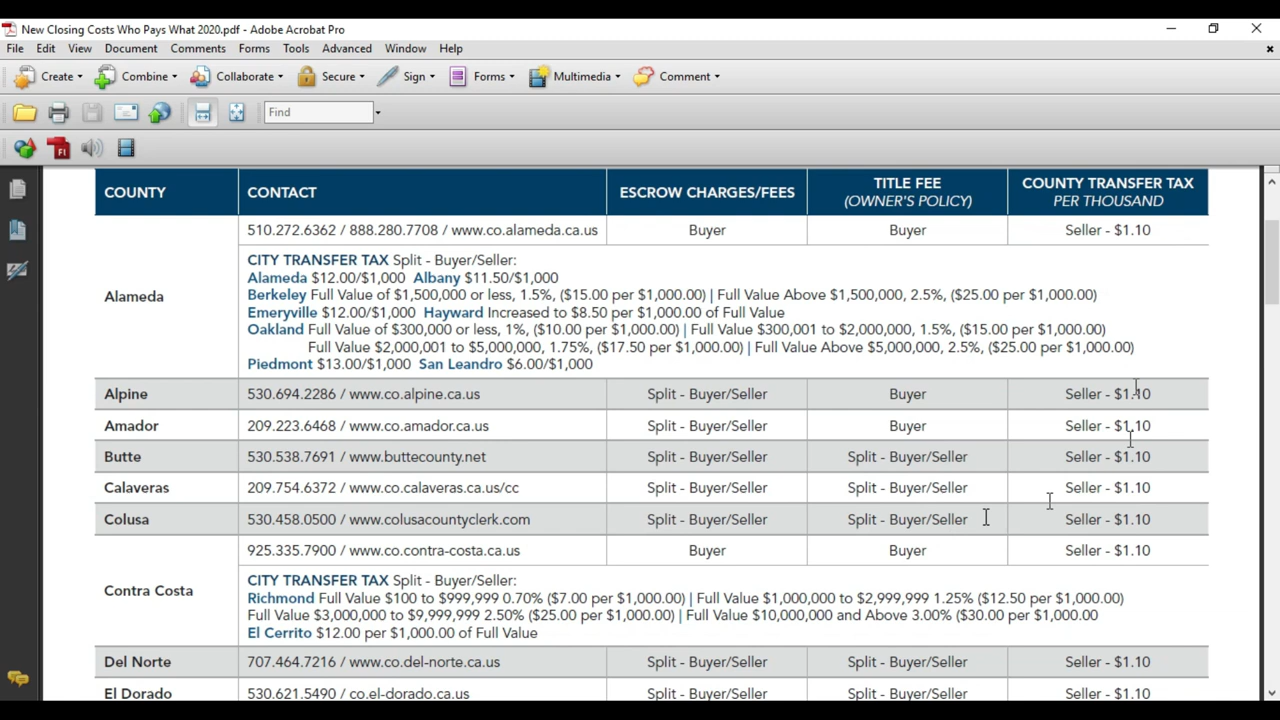 New Closing Costs Who Pays What 2020.pdf - Adobe Acrobat Pro
File Edit View Document Comments Forms Tools Advanced Window Help
Create Combine Collaborate Secure Sign Forms Multimedia Comment
Find
COUNTY CONTACT ESCROW CHARGES/FEES TITLE FEE (OWNER'S POLICY) COUNTY TRANSFER TAX PER THOUSAND
510.272.6362 / 888.280.7708 / www.co.alameda.ca.us Buyer Buyer Seller - $1.10
Alameda
CITY TRANSFER TAX Split - Buyer/Seller:
Alameda $12.00/$1,000 Albany $11.50/$1,000
Berkeley Full Value of $1,500,000 or less, 1.5%, ($15.00 per $1,000.00) | Full Value Above $1,500,000, 2.5%, ($25.00 per $1,000.00)
Emeryville $12.00/$1,000 Hayward Increased to $8.50 per $1,000.00 of Full Value
Oakland Full Value of $300,000 or less, 1%, ($10.00 per $1,000.00) | Full Value $300,001 to $2,000,000, 1.5%, ($15.00 per $1,000.00)
Full Value $2,000,001 to $5,000,000, 1.75%, ($17.50 per $1,000.00) | Full Value Above $5,000,000, 2.5%, ($25.00 per $1,000.00)
Piedmont $13.00/$1,000 San Leandro $6.00/$1,000
Alpine 530.694.2286 / www.co.alpine.ca.us Split - Buyer/Seller Buyer Seller - $1.10
Amador 209.223.6468 / www.co.amador.ca.us Split - Buyer/Seller Buyer Seller - $1.10
Butte 530.538.7691 / www.buttecounty.net Split - Buyer/Seller Split - Buyer/Seller Seller - $1.10
Calaveras 209.754.6372 / www.co.calaveras.ca.us/cc Split - Buyer/Seller Split - Buyer/Seller Seller - $1.10
Colusa 530.458.0500 / www.colusacountyclerk.com Split - Buyer/Seller Split - Buyer/Seller Seller - $1.10
925.335.7900 / www.co.contra-costa.ca.us Buyer Buyer Seller - $1.10
Contra Costa
CITY TRANSFER TAX Split - Buyer/Seller:
Richmond Full Value $100 to $999,999 0.70% ($7.00 per $1,000.00) | Full Value $1,000,000 to $2,999,999 1.25% ($12.50 per $1,000.00)
Full Value $3,000,000 to $9,999,999 2.50% ($25.00 per $1,000.00) | Full Value $10,000,000 and Above 3.00% ($30.00 per $1,000.00
El Cerrito $12.00 per $1,000.00 of Full Value
Del Norte 707.464.7216 / www.co.del-norte.ca.us Split - Buyer/Seller Split - Buyer/Seller Seller - $1.10
El Dorado 530.621.5490 / co.el-dorado.ca.us Split - Buyer/Seller Split - Buyer/Seller Seller - $1.10